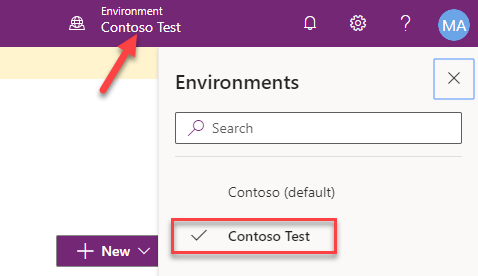 Environment
Contoso Test
MA
Environments
Search
Contoso (default)
Contoso Test
New